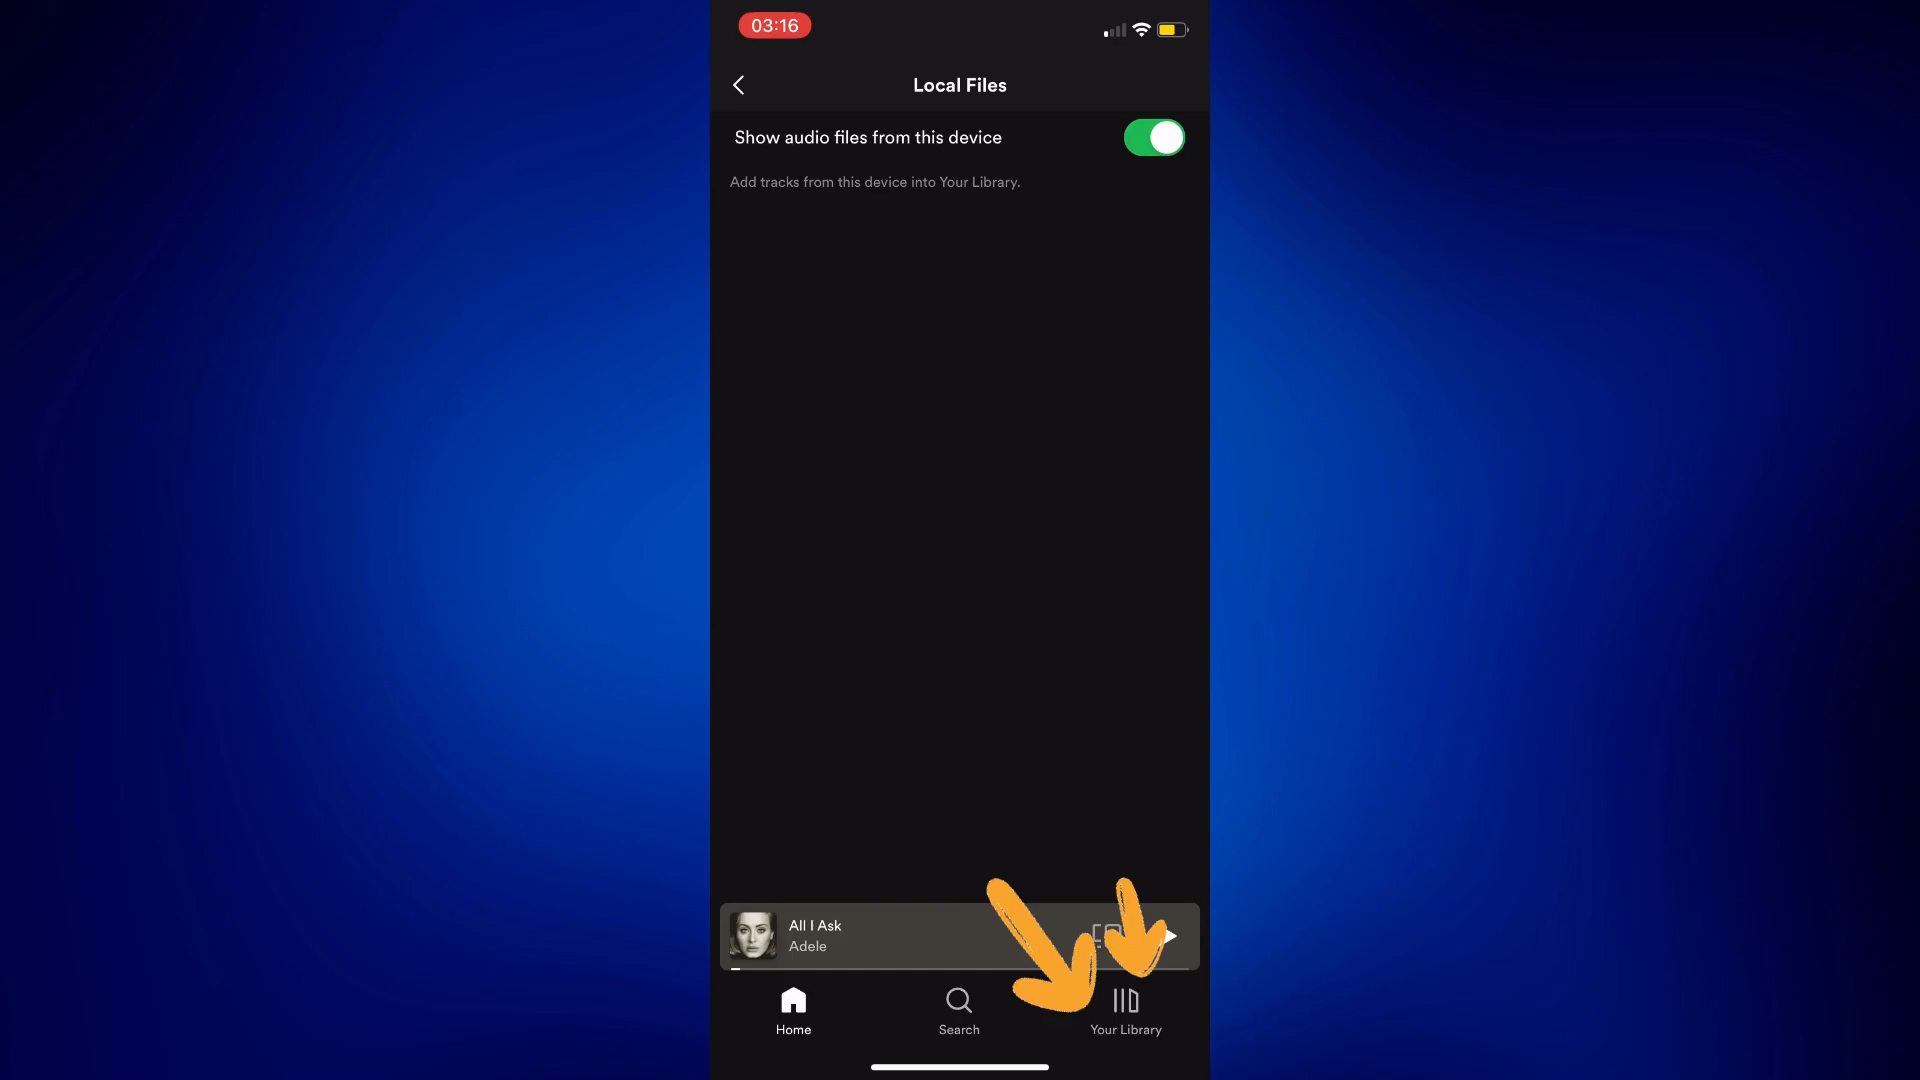 03:16
Local Files
Show audio files from this device
Add tracks from this device into Your Library.
All I Ask
Adele
Home
Search
Your Library